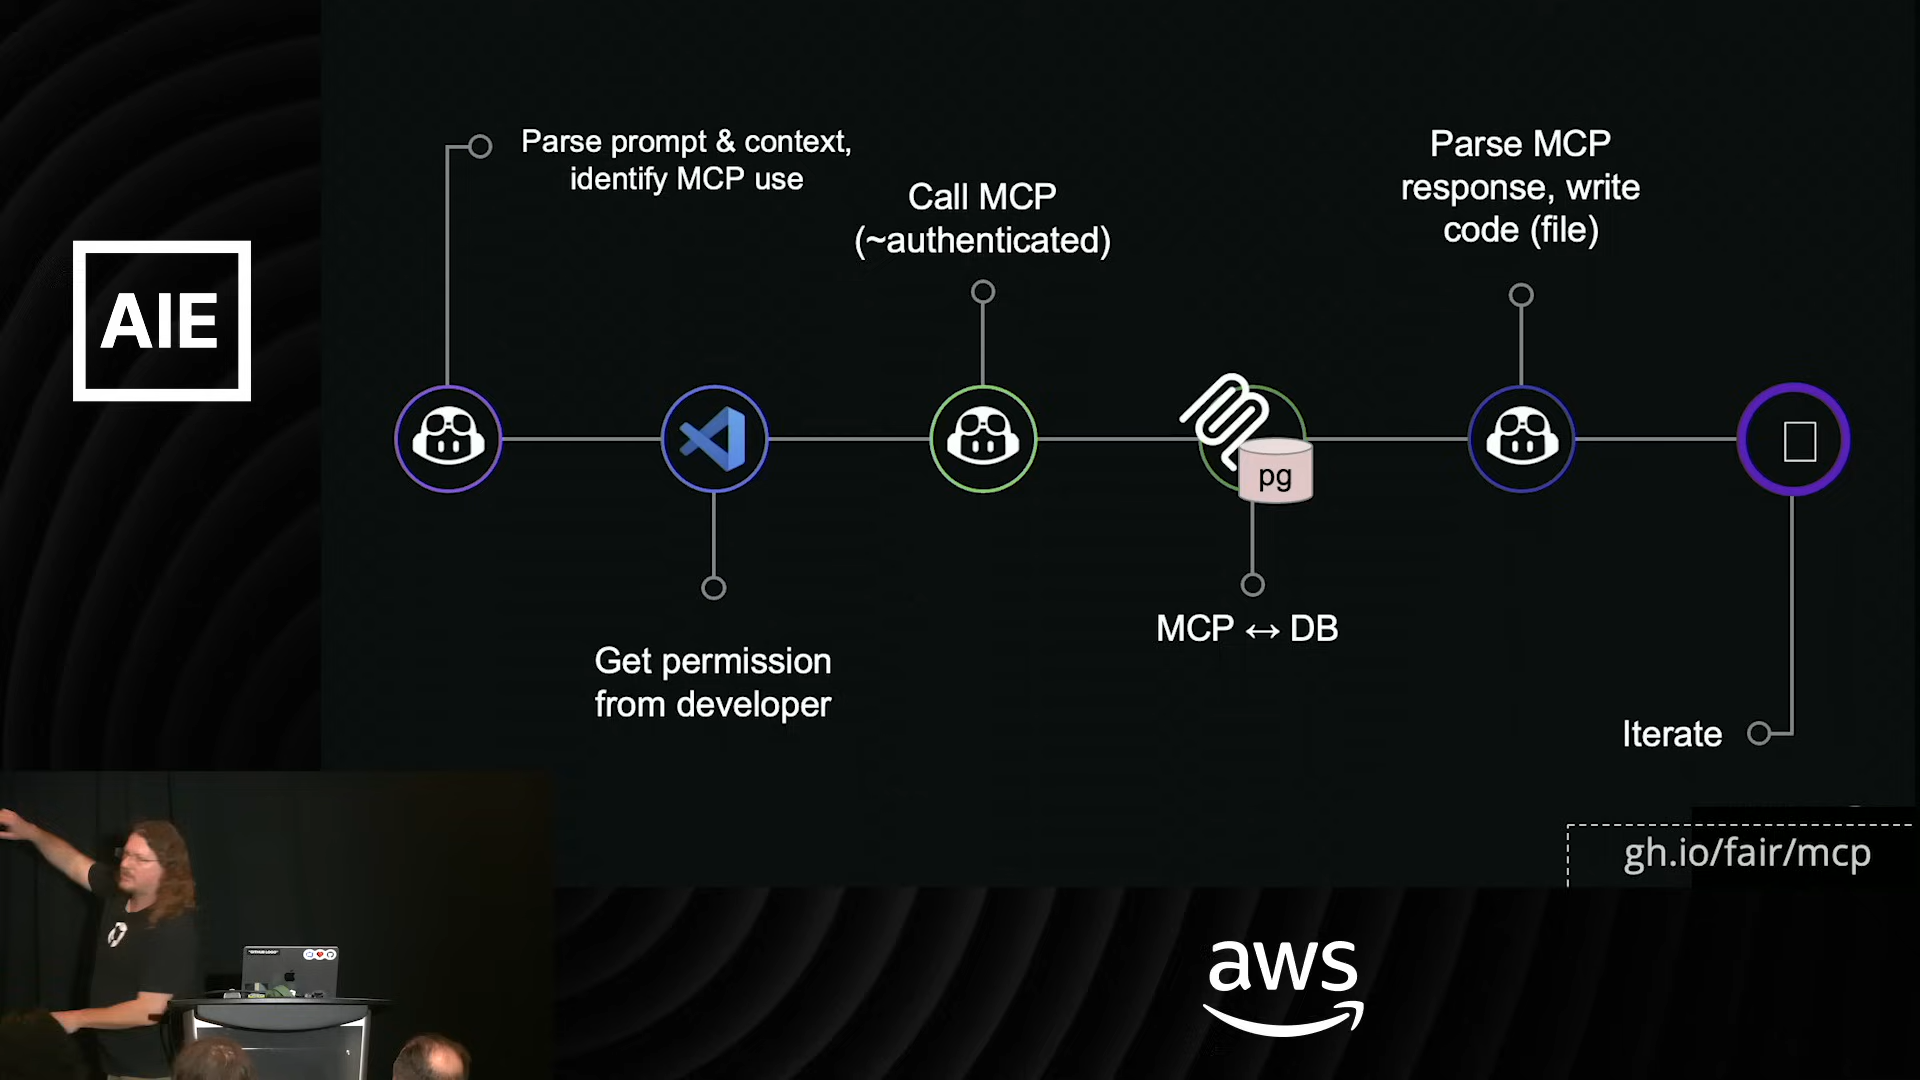 Parse prompt & context,
identify MCP use
Call MCP
(~authenticated)
Parse MCP
response, write
code (file)
AIE
pg
MCP ↔ DB
Get permission
from developer
Iterate
gh.io/fair/mcp
aws